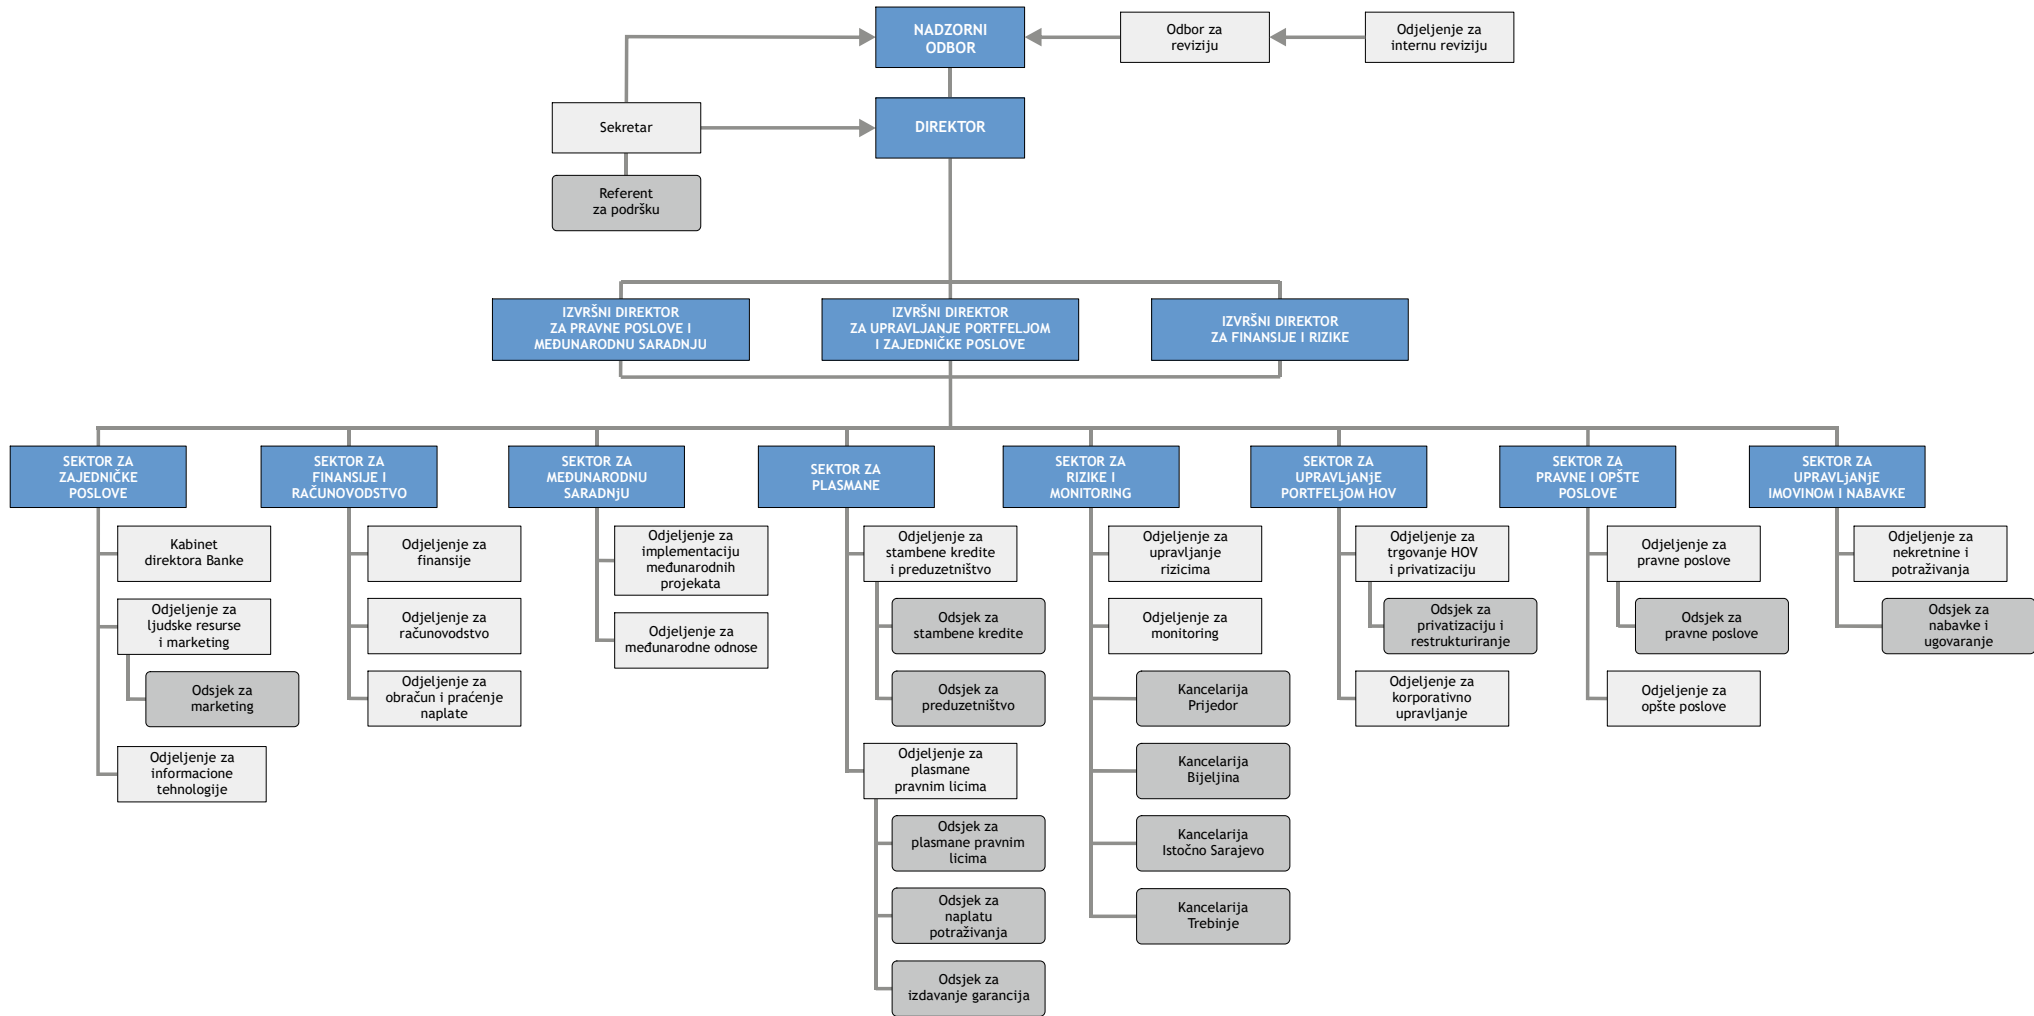 NADZORNI
ODBOR
Odbor za
reviziju
Odjeljenje za
internu reviziju
Sekretar
DIREKTOR
Referent
za podršku
IZVRŠNI DIREKTOR
ZA PRAVNE POSLOVE I
MEĐUNARODNU SARADNJU
IZVRŠNI DIREKTOR
ZA UPRAVLJANJE PORTFELJOM
I ZAJEDNIČKE POSLOVE
IZVRŠNI DIREKTOR
ZA FINANSIJE I RIZIKE
SEKTOR ZA
ZAJEDNIČKE
POSLOVE
Kabinet
direktora Banke
Odjeljenje za
ljudske resurse
i marketing
Odsjek za
marketing
Odjeljenje za
informacione
tehnologije
SEKTOR ZA
FINANSIJE I
RAČUNOVODSTVO
Odjeljenje za
finansije
Odjeljenje za
računovodstvo
Odjeljenje za
obračun i praćenje
naplate
SEKTOR ZA
MEĐUNARODNU
SARADNjU
Odjeljenje za
implementaciju
međunarodnih
projekata
Odjeljenje za
međunarodne odnose
SEKTOR ZA
PLASMANE
Odjeljenje za
stambene kredite
i preduzetništvo
Odsjek za
stambene kredite
Odsjek za
preduzetništvo
Odjeljenje za
plasmane
pravnim licima
Odsjek za
plasmane pravnim
licima
Odsjek za
naplatu
potraživanja
Odsjek za
izdavanje garancija
SEKTOR ZA
RIZIKE I
MONITORING
Odjeljenje za
upravljanje
rizicima
Odjeljenje za
monitoring
Kancelarija
Prijedor
Kancelarija
Bijeljina
Kancelarija
Istočno Sarajevo
Kancelarija
Trebinje
SEKTOR ZA
UPRAVLjANjE
PORTFELjOM HOV
Odjeljenje za
trgovanje HOV
i privatizaciju
Odsjek za
privatizaciju i
restrukturiranje
Odjeljenje za
korporativno
upravljanje
SEKTOR ZA
PRAVNE I OPŠTE
POSLOVE
Odjeljenje za
pravne poslove
Odsjek za
pravne poslove
Odjeljenje za
opšte poslove
SEKTOR ZA
UPRAVLjANjE
IMOVINOM I NABAVKE
Odjeljenje za
nekretnine i
potraživanja
Odsjek za
nabavke i
ugovaranje